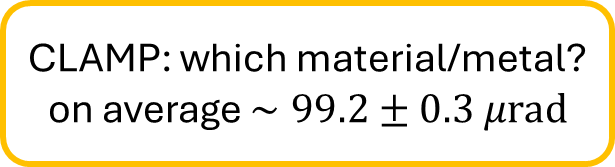 CLAMP: which material/metal?
on average ~ 99.2 ± 0.3 μrad